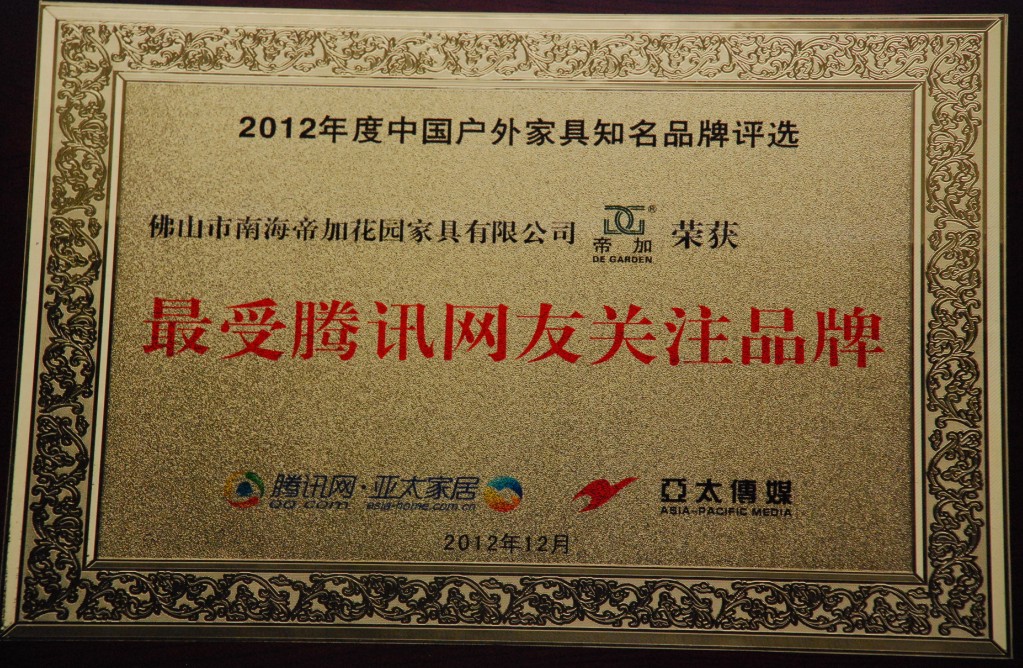 2012年度中国户外家具知名品牌评选
佛山市南海帝加花园家具有限公司 帝加® DE GARDEN 荣获
最受腾讯网友关注品牌
腾讯网·亚太家居 亞太傳媒
QQ.com asia-home.com.cn ASIA-PACIFIC MEDIA
2012年12月